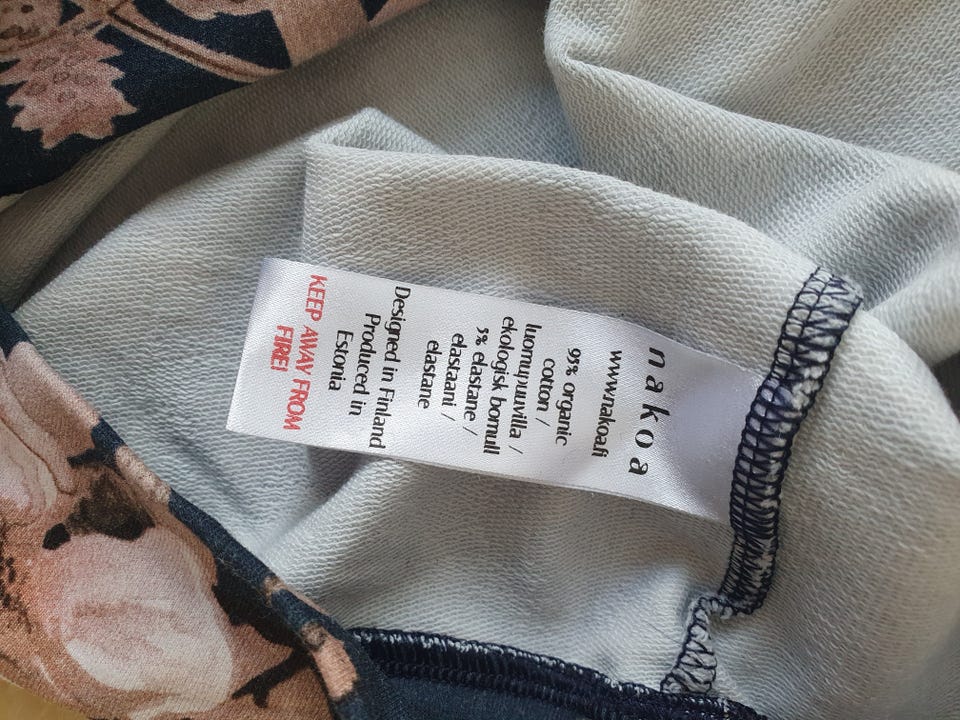 nakoa
www.nakoa.fi
95% organic
cotton /
luomupuuvilla /
ekologisk bomull
5% elastane /
elastaani /
elastane
Designed in Finland
Produced in
Estonia
KEEP AWAY FROM
FIRE!